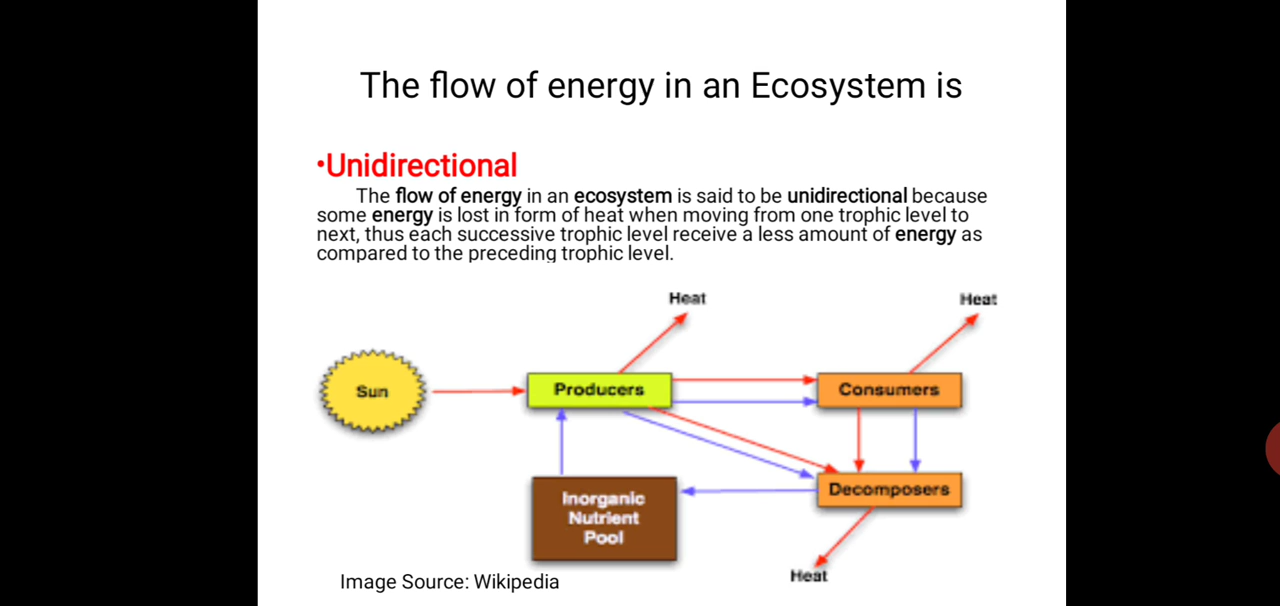 The flow of energy in an Ecosystem is
•Unidirectional
The flow of energy in an ecosystem is said to be unidirectional because
some energy is lost in form of heat when moving from one trophic level to
next, thus each successive trophic level receive a less amount of energy as
compared to the preceding trophic level.
Heat
Heat
Sun
Producers
Consumers
Inorganic
Nutrient
Pool
Decomposers
Heat
Image Source: Wikipedia